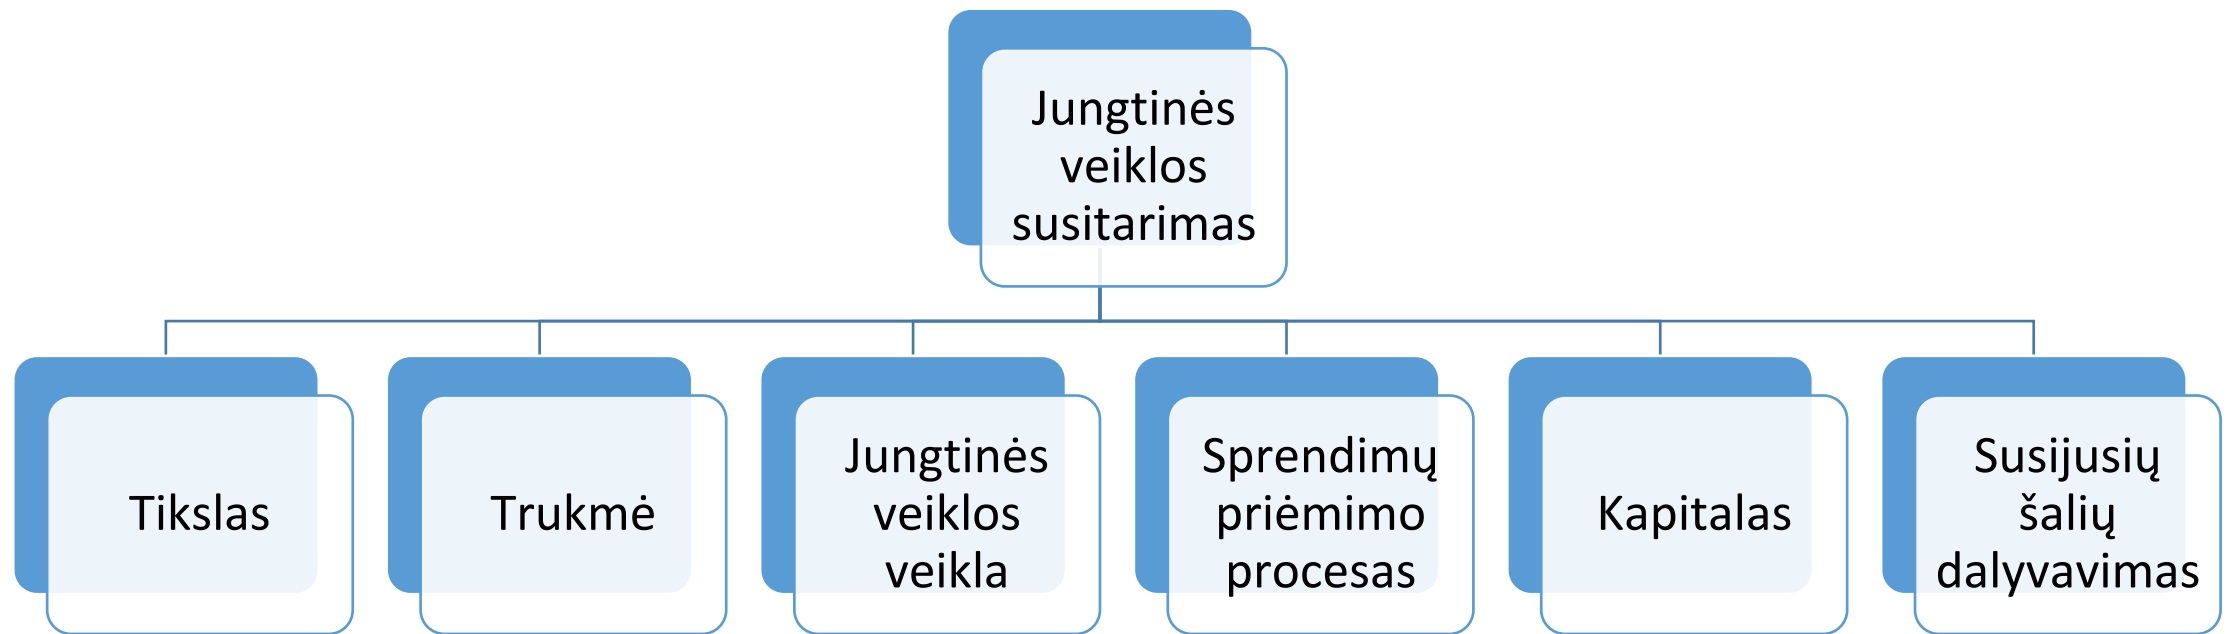 Jungtinės
veiklos
susitarimas
Tikslas
Trukmė
Jungtinės
veiklos
veikla
Sprendimų
priėmimo
procesas
Kapitalas
Susijusių
šalių
dalyvavimas